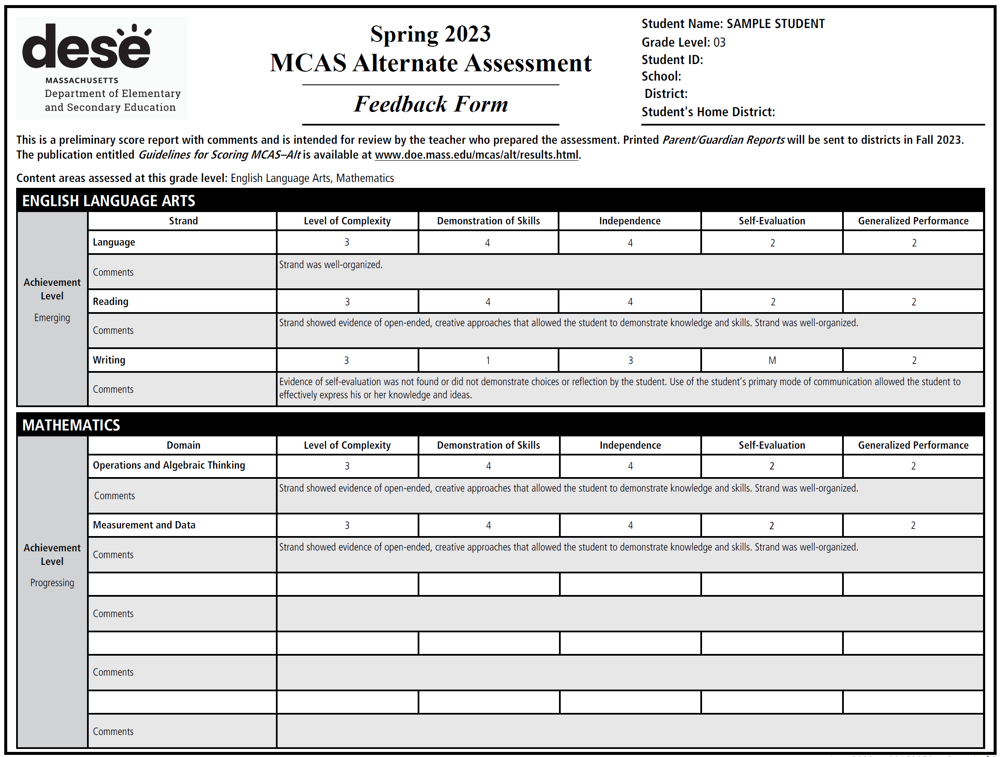 dese
MASSACHUSETTS
Department of Elementary
and Secondary Education
Spring 2023
MCAS Alternate Assessment
Feedback Form
Student Name: SAMPLE STUDENT
Grade Level: 03
Student ID:
School:
District:
Student's Home District:
This is a preliminary score report with comments and is intended for review by the teacher who prepared the assessment. Printed Parent/Guardian Reports will be sent to districts in Fall 2023.
The publication entitled Guidelines for Scoring MCAS–Alt is available at www.doe.mass.edu/mcas/alt/results.html.
Content areas assessed at this grade level: English Language Arts, Mathematics
ENGLISH LANGUAGE ARTS
Achievement
Level
Emerging
Strand Level of Complexity Demonstration of Skills Independence Self-Evaluation Generalized Performance
Language 3 4 4 2 2
Comments Strand was well-organized.
Reading 3 4 4 2 2
Comments Strand showed evidence of open-ended, creative approaches that allowed the student to demonstrate knowledge and skills. Strand was well-organized.
Writing 3 1 3 M 2
Comments Evidence of self-evaluation was not found or did not demonstrate choices or reflection by the student. Use of the student’s primary mode of communication allowed the student to
effectively express his or her knowledge and ideas.
MATHEMATICS
Achievement
Level
Progressing
Domain Level of Complexity Demonstration of Skills Independence Self-Evaluation Generalized Performance
Operations and Algebraic Thinking 3 4 4 2 2
Comments Strand showed evidence of open-ended, creative approaches that allowed the student to demonstrate knowledge and skills. Strand was well-organized.
Measurement and Data 3 4 4 2 2
Comments Strand showed evidence of open-ended, creative approaches that allowed the student to demonstrate knowledge and skills. Strand was well-organized.
Comments
Comments
Comments